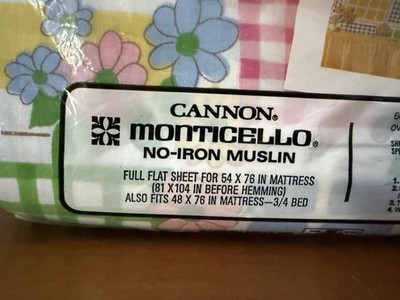 CANNON®
MONTICELLO®
NO-IRON MUSLIN
FULL FLAT SHEET FOR 54 X 76 IN MATTRESS
(81 X 104 IN BEFORE HEMMING)
ALSO FITS 48 X 76 IN MATTRESS—3/4 BED